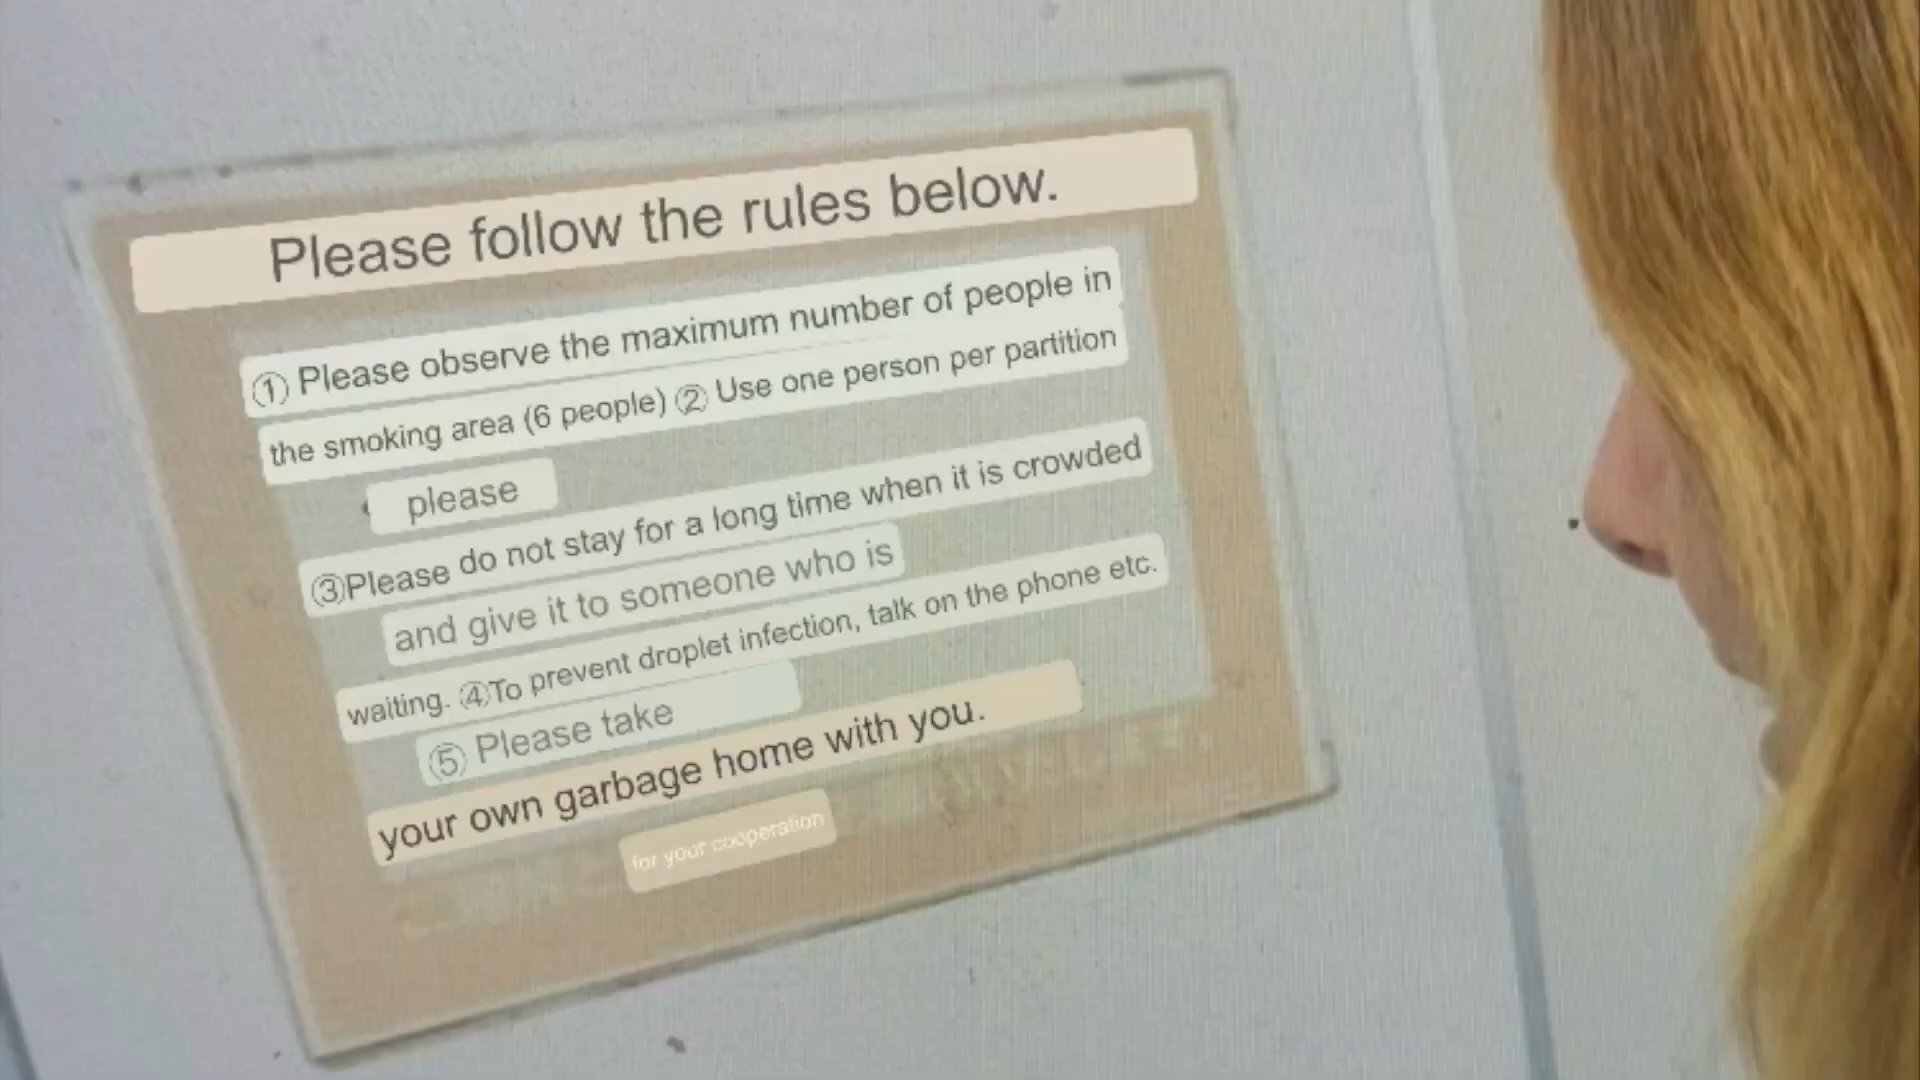 Please follow the rules below.
① Please observe the maximum number of people in
the smoking area (6 people) ② Use one person per partition
please
③Please do not stay for a long time when it is crowded
and give it to someone who is
waiting. ④To prevent droplet infection, talk on the phone etc.
⑤ Please take
your own garbage home with you.
for your cooperation